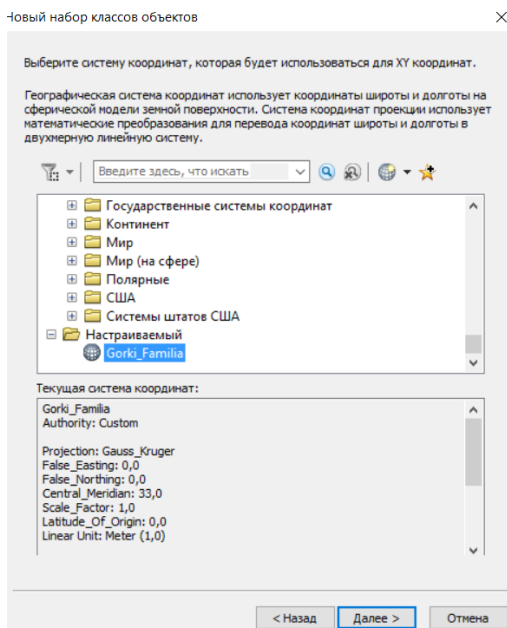 Новый набор классов объектов
Выберите систему координат, которая будет использоваться для XY координат.
Географическая система координат использует координаты широты и долготы на
сферической модели земной поверхности. Система координат проекции использует
математические преобразования для перевода координат широты и долготы в
двухмерную линейную систему.
Введите здесь, что искать
Государственные системы координат
Континент
Мир
Мир (на сфере)
Полярные
США
Системы штатов США
Настраиваемый
Gorki_Familia
Текущая система координат:
Gorki_Familia
Authority: Custom
Projection: Gauss_Kruger
False_Easting: 0,0
False_Northing: 0,0
Central_Meridian: 33,0
Scale_Factor: 1,0
Latitude_Of_Origin: 0,0
Linear Unit: Meter (1,0)
< Назад
Далее >
Отмена